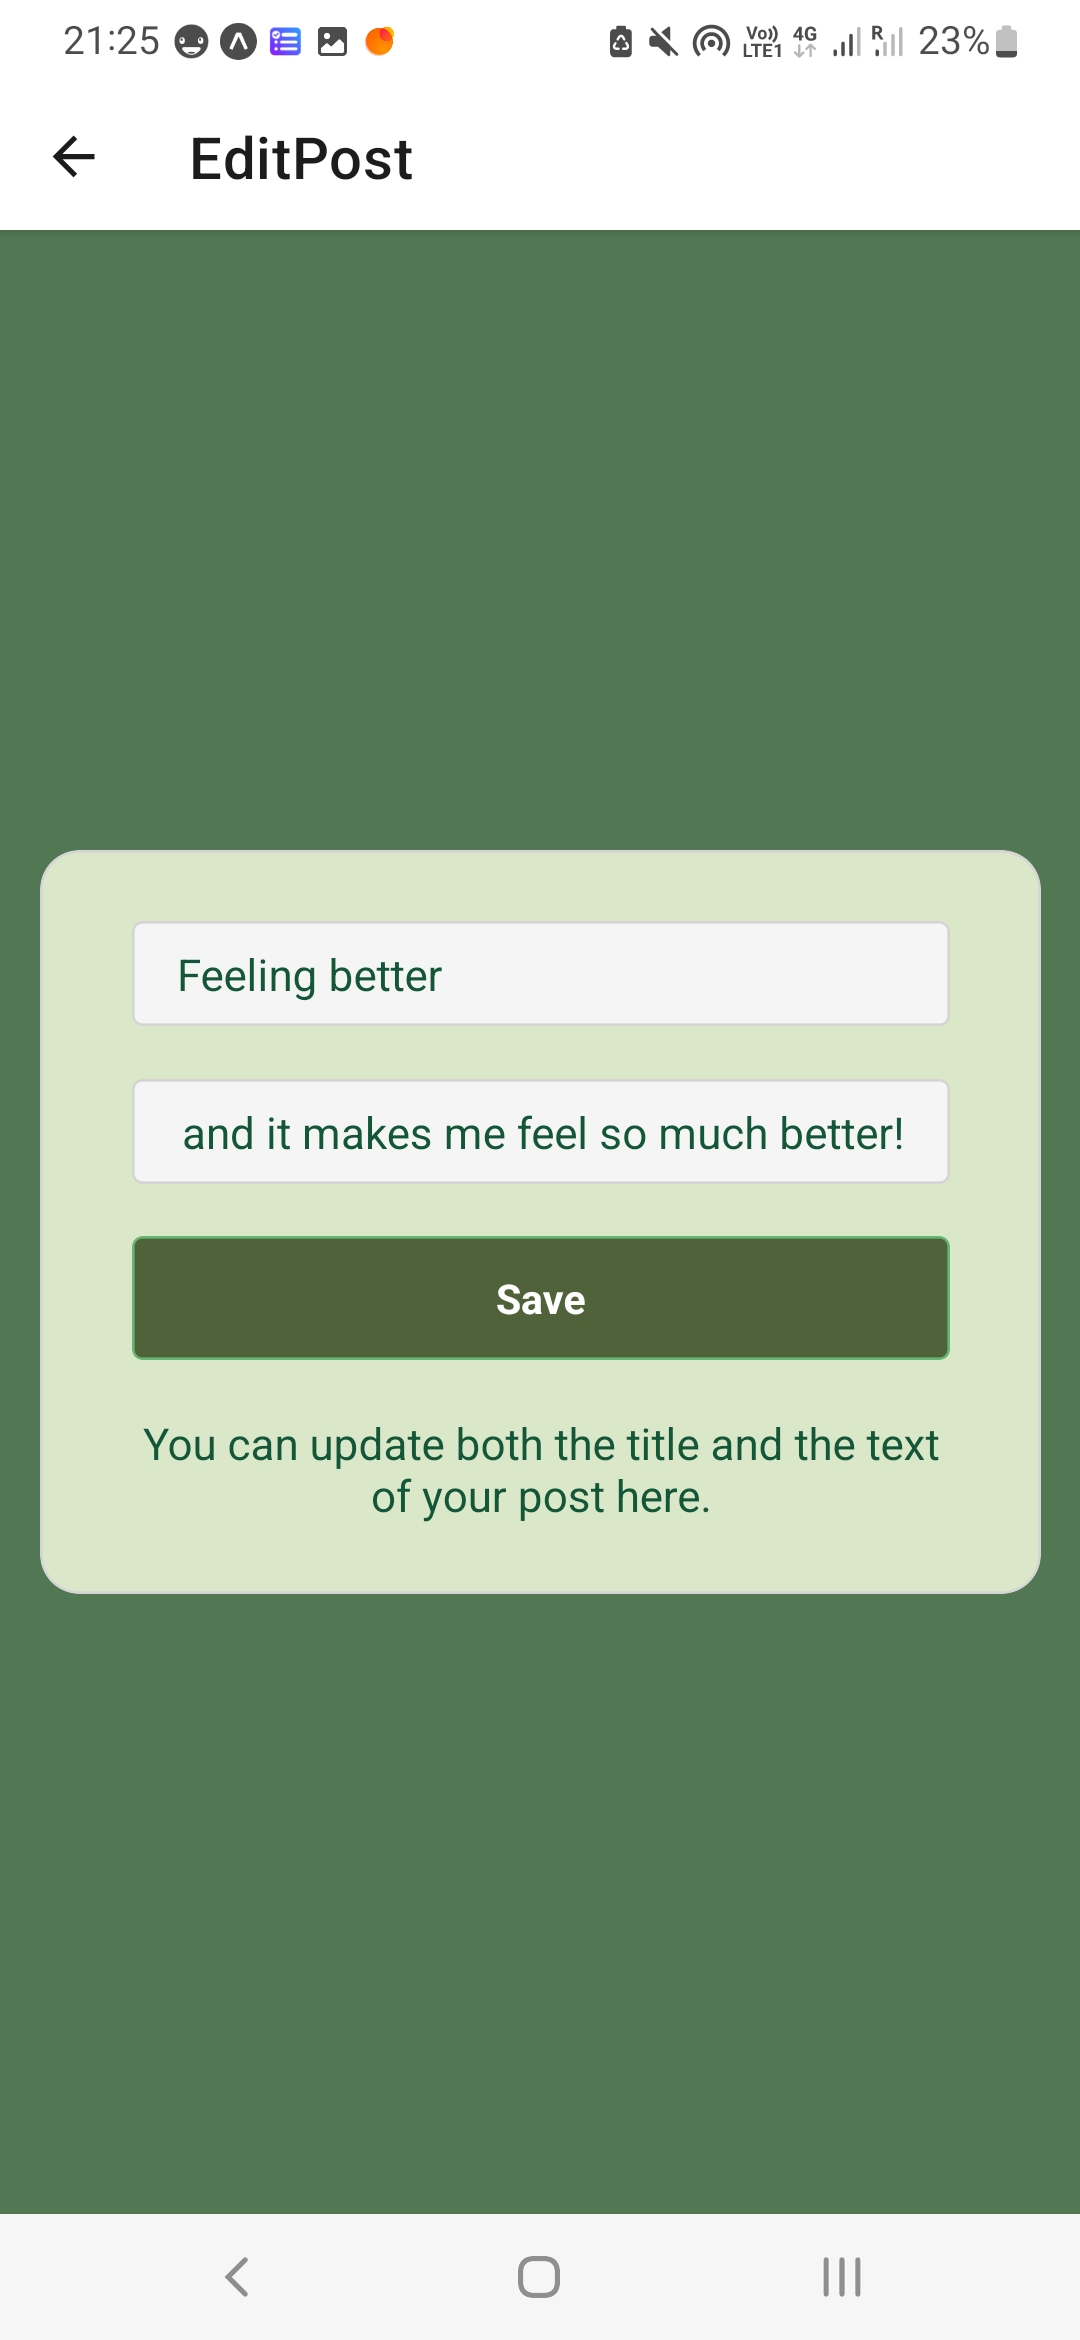 21:25 Vo)) LTE1 4G R 23%
EditPost
Feeling better
and it makes me feel so much better!
Save
You can update both the title and the text
of your post here.